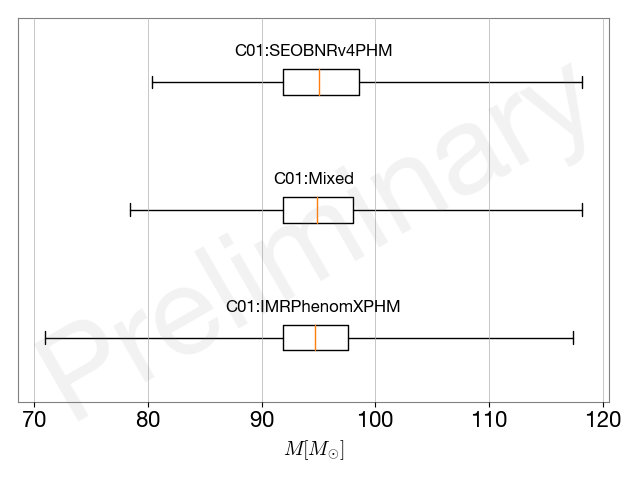 C01:SEOBNRv4PHM
C01:Mixed
C01:IMRPhenomXPHM
Preliminary
70 80 90 100 110 120
M[M⊙]